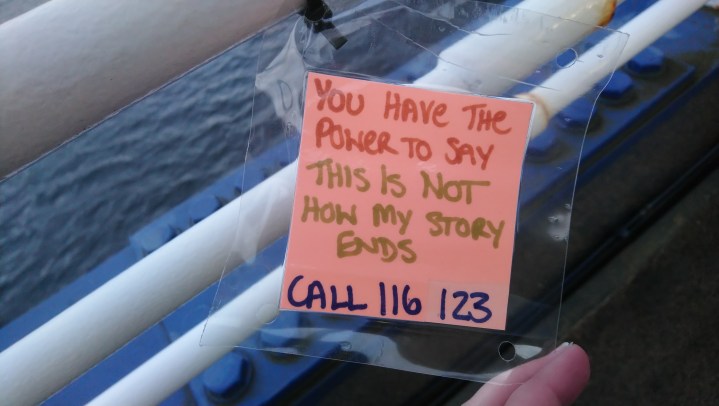 YOU HAVE THE
POWER TO SAY
THIS IS NOT
HOW MY STORY
ENDS
CALL 116 123